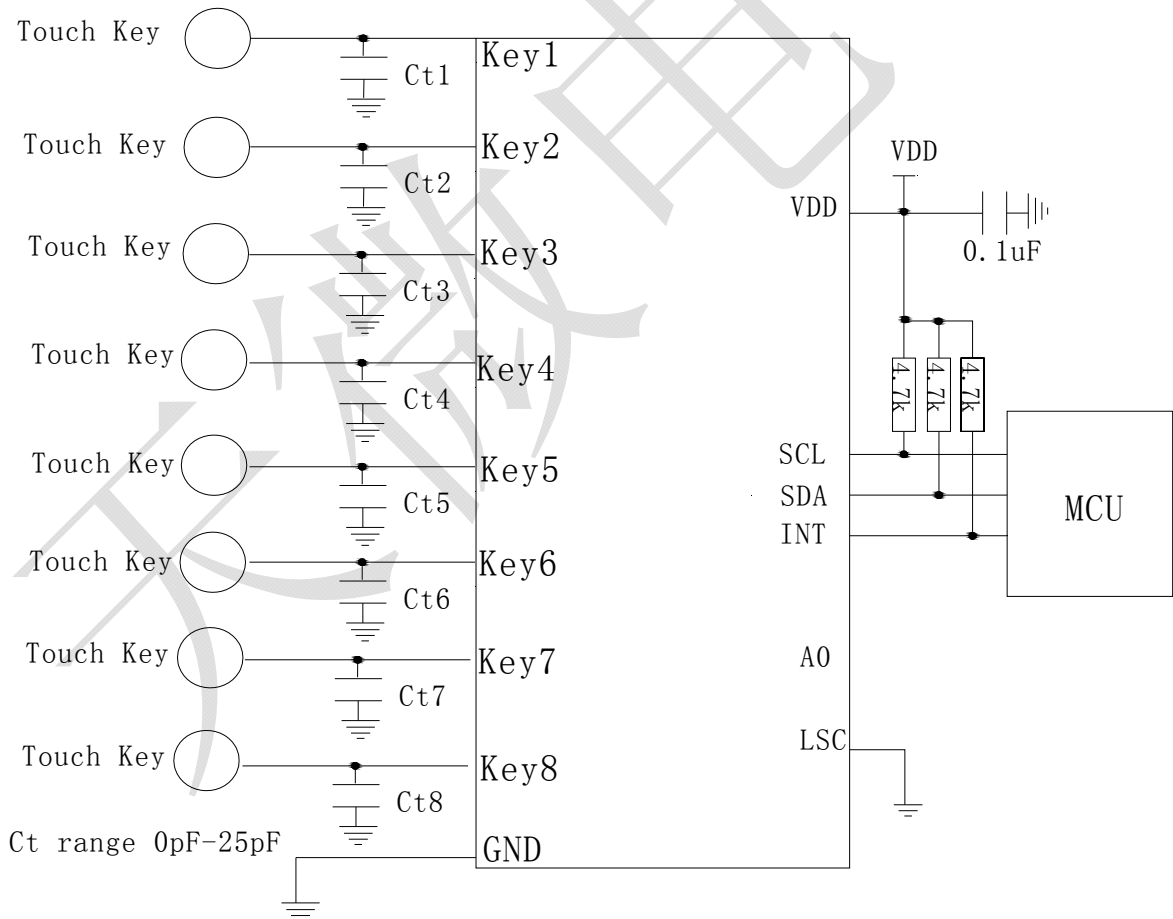 Touch Key
Key1
Ct1
Touch Key
Key2
Ct2
Touch Key
Key3
Ct3
Touch Key
Key4
Ct4
Touch Key
Key5
Ct5
Touch Key
Key6
Ct6
Touch Key
Key7
Ct7
Touch Key
Key8
Ct8
Ct range 0pF-25pF
GND
VDD
VDD
0.1uF
4.7k
4.7k
4.7k
SCL
SDA
INT
MCU
A0
LSC
天微电